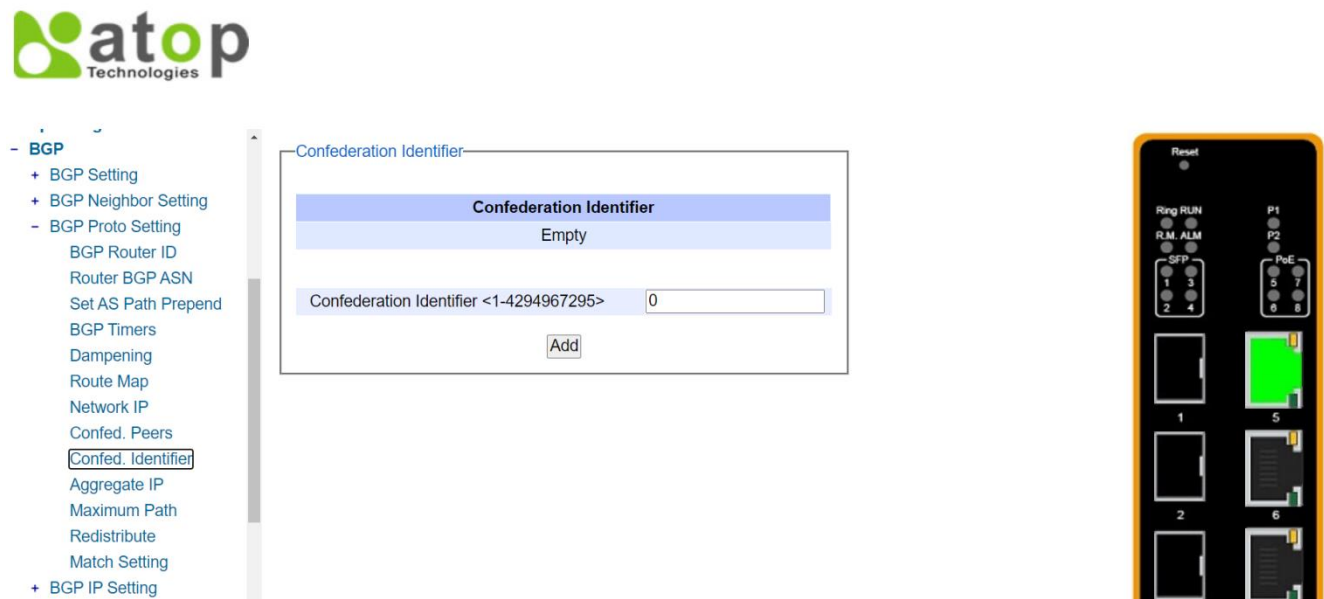 atop
Technologies
- BGP
+ BGP Setting
+ BGP Neighbor Setting
- BGP Proto Setting
BGP Router ID
Router BGP ASN
Set AS Path Prepend
BGP Timers
Dampening
Route Map
Network IP
Confed. Peers
Confed. Identifier
Aggregate IP
Maximum Path
Redistribute
Match Setting
+ BGP IP Setting
Confederation Identifier
Confederation Identifier
Empty
Confederation Identifier <1-4294967295> 0
Add
Reset
Ring RUN P1
R.M. ALM P2
SFP PoE
1 3 5 7
2 4 6 8
1 5
2 6